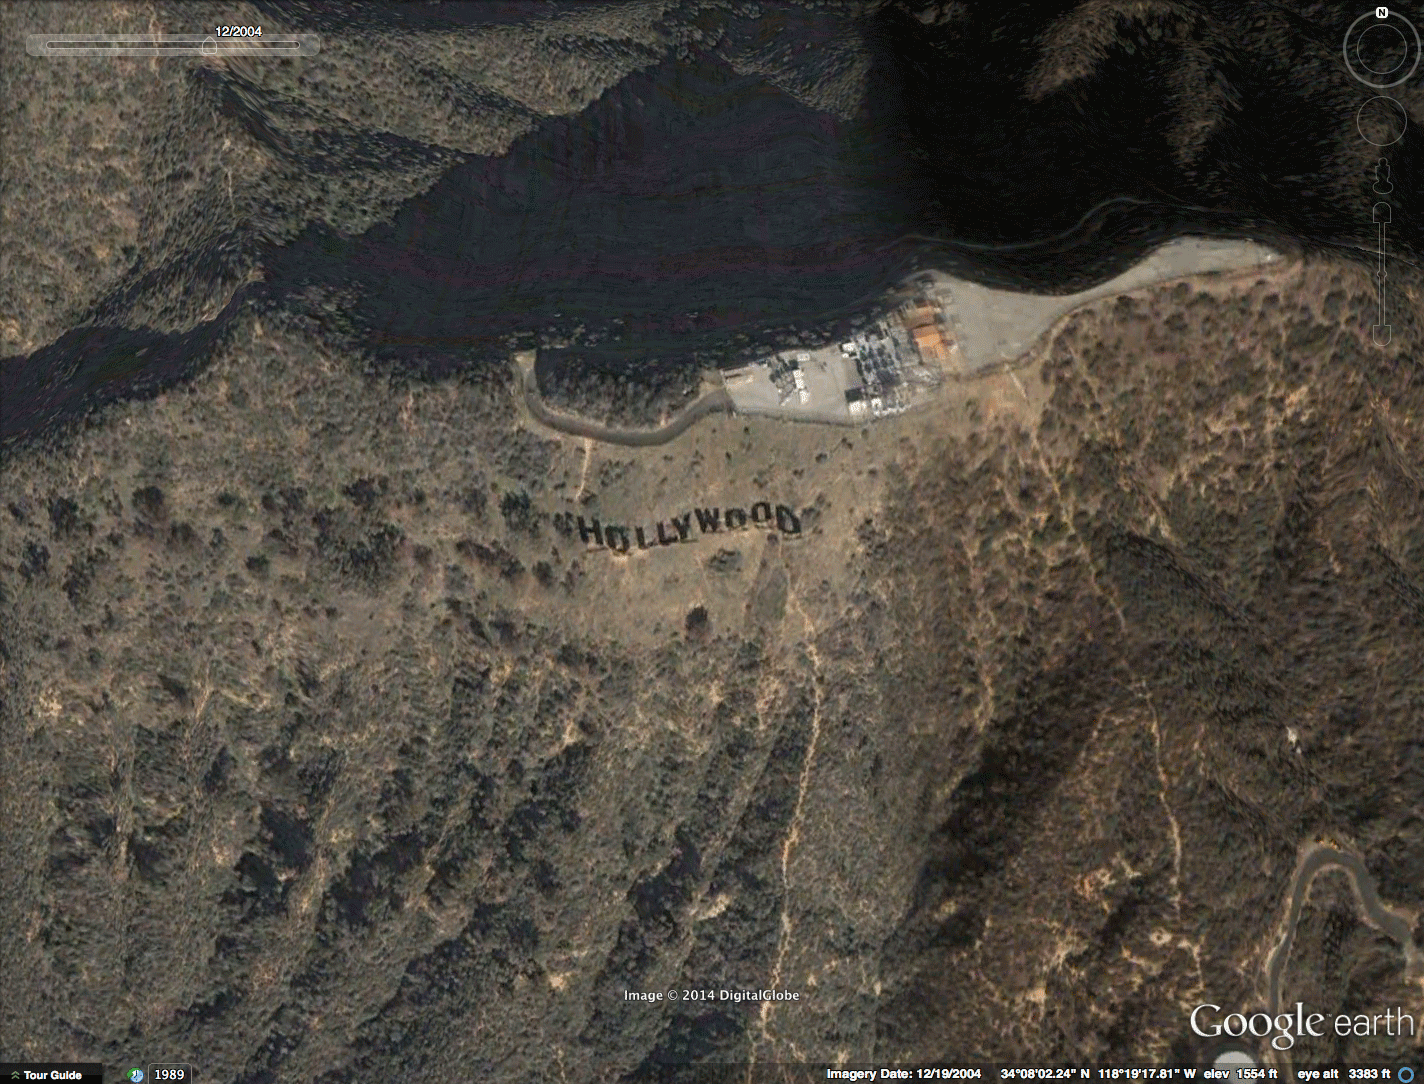 12/2004
N
HOLLYWOOD
Image © 2014 DigitalGlobe
Google earth
Tour Guide
1989
Imagery Date: 12/19/2004 34°08'02.24" N 118°19'17.81" W elev 1554 ft eye alt 3383 ft